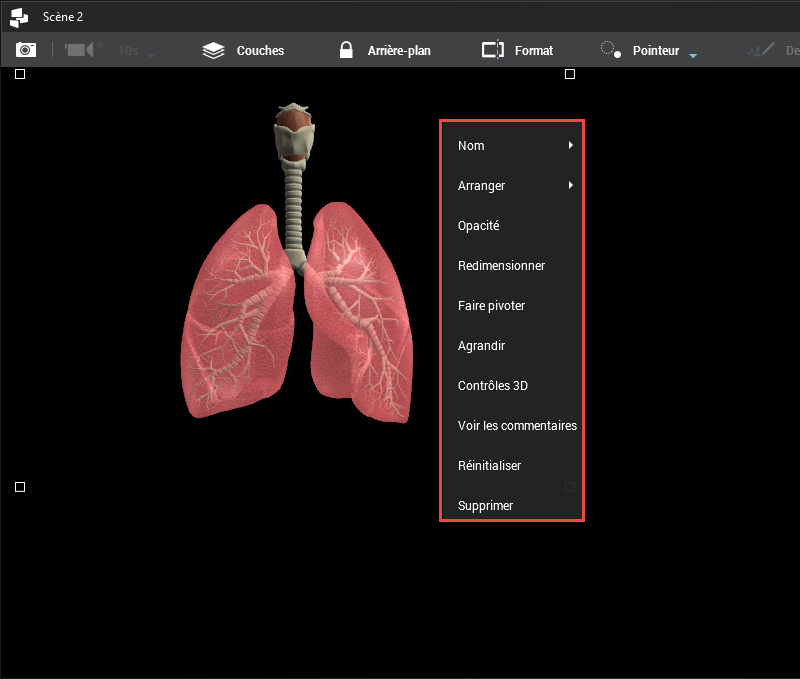 Scène 2
10s
Couches
Arrière-plan
Format
Pointeur
De
Nom
Arranger
Opacité
Redimensionner
Faire pivoter
Agrandir
Contrôles 3D
Voir les commentaires
Réinitialiser
Supprimer